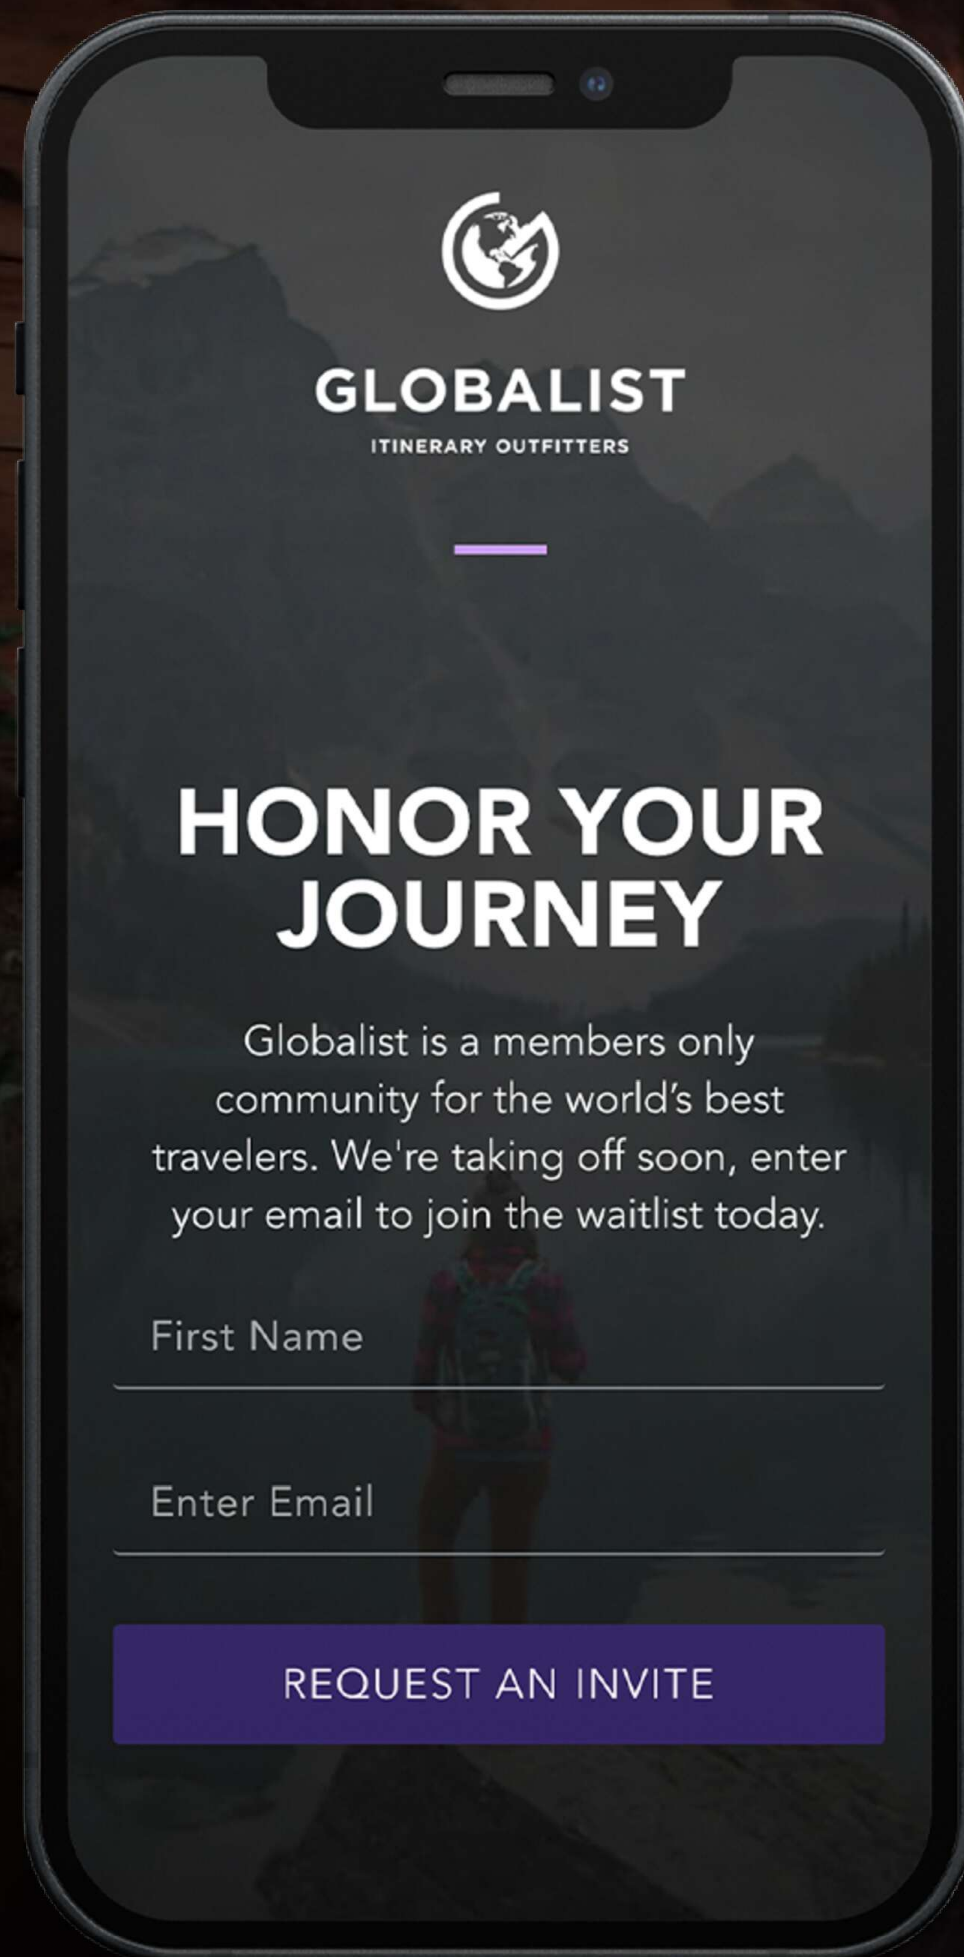 GLOBALIST
ITINERARY OUTFITTERS
HONOR YOUR
JOURNEY
Globalist is a members only
community for the world’s best
travelers. We're taking off soon, enter
your email to join the waitlist today.
First Name
Enter Email
REQUEST AN INVITE